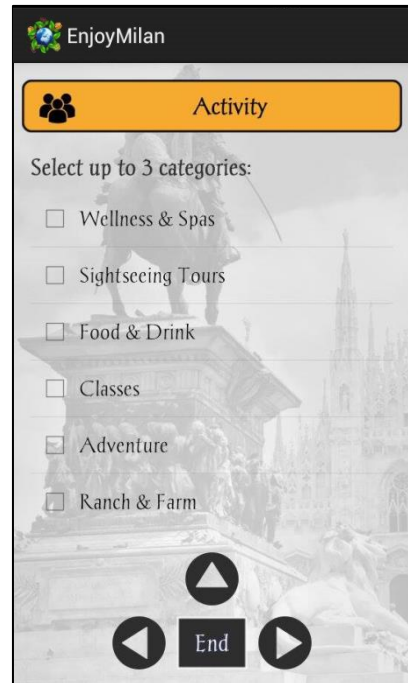 EnjoyMilan
Activity
Select up to 3 categories:
Wellness & Spas
Sightseeing Tours
Food & Drink
Classes
Adventure
Ranch & Farm
End